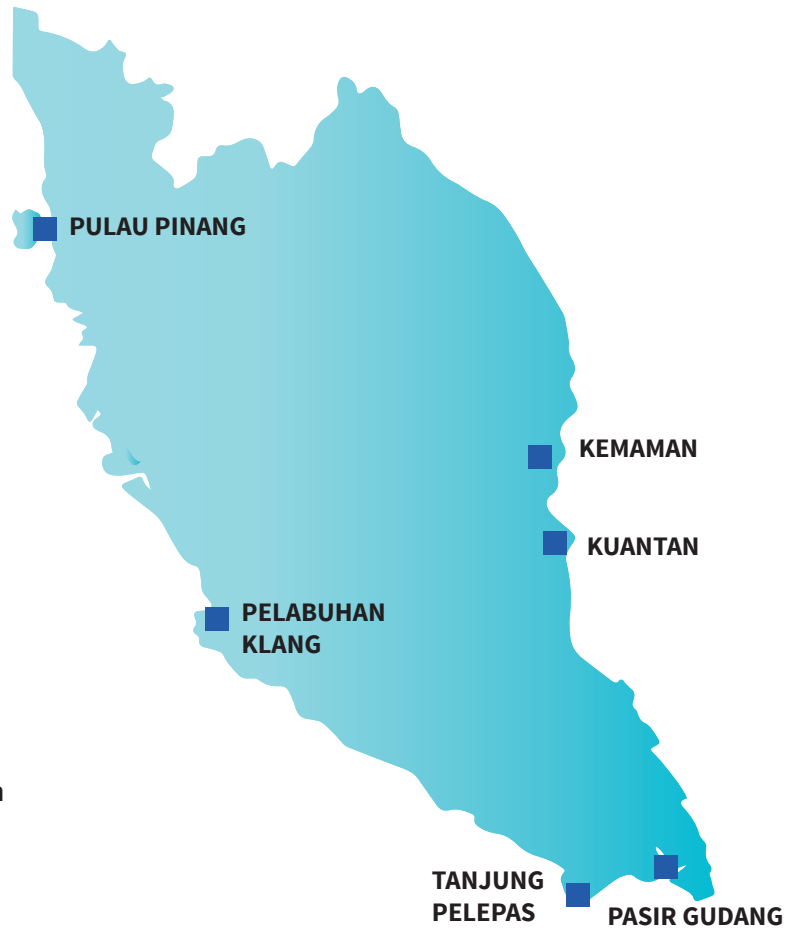 PULAU PINANG
KEMAMAN
KUANTAN
PELABUHAN
KLANG
TANJUNG
PELEPAS
PASIR GUDANG